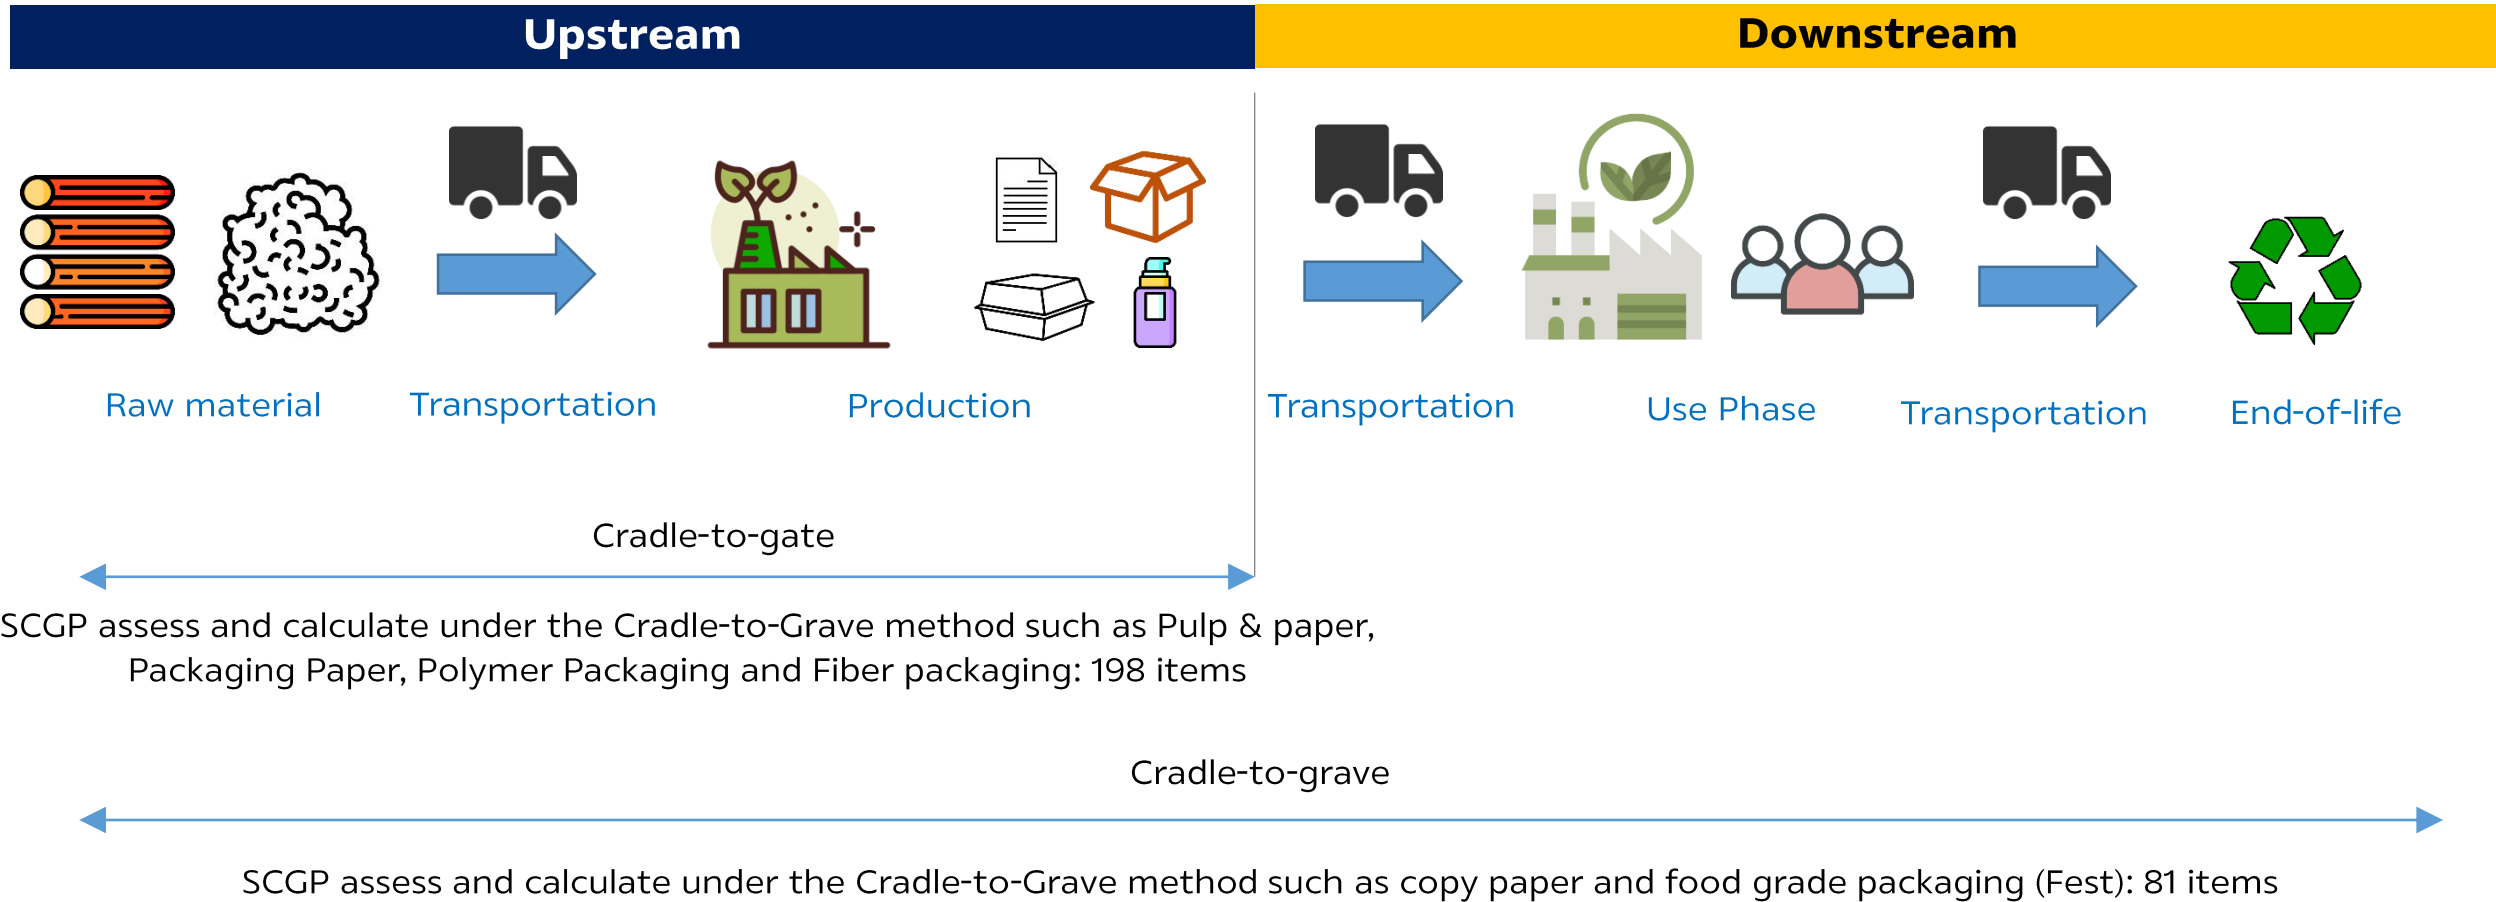 Upstream
Downstream
Raw material
Transportation
Production
Transportation
Use Phase
Transportation
End-of-life
Cradle-to-gate
SCGP assess and calculate under the Cradle-to-Grave method such as Pulp & paper,
Packaging Paper, Polymer Packaging and Fiber packaging: 198 items
Cradle-to-grave
SCGP assess and calculate under the Cradle-to-Grave method such as copy paper and food grade packaging (Fest): 81 items